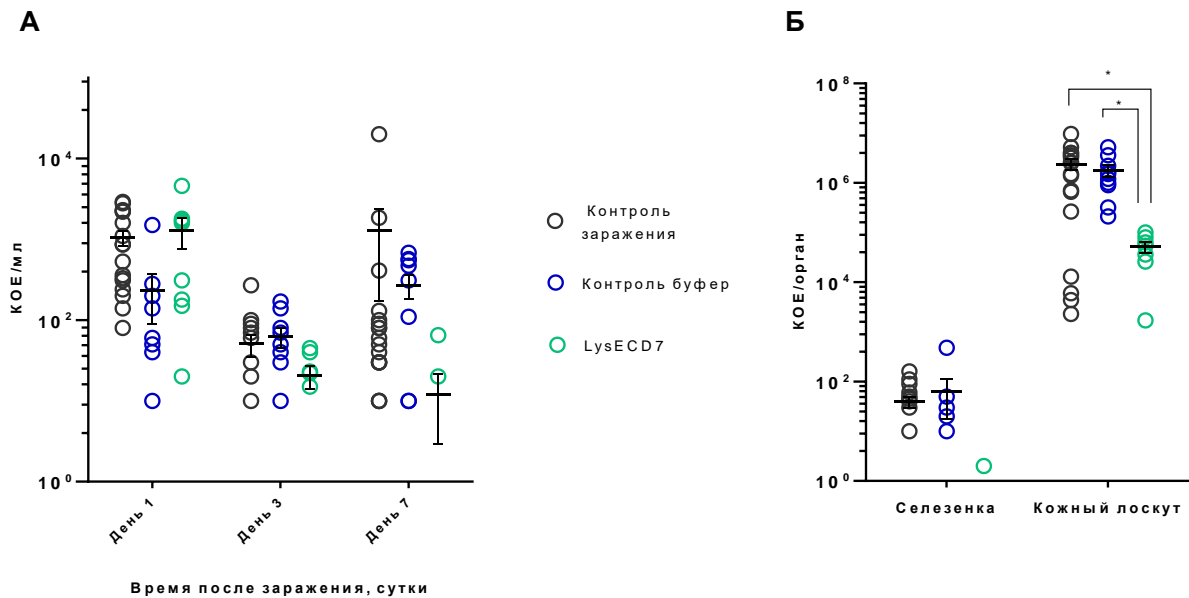 А
Б
КОЕ/мл
10⁴
10²
10⁰
День 1
День 3
День 7
Время после заражения, сутки
Контроль
заражения
Контроль буфер
LysECD7
КОЕ/орган
10⁸
10⁶
10⁴
10²
10⁰
*
*
Селезенка
Кожный лоскут